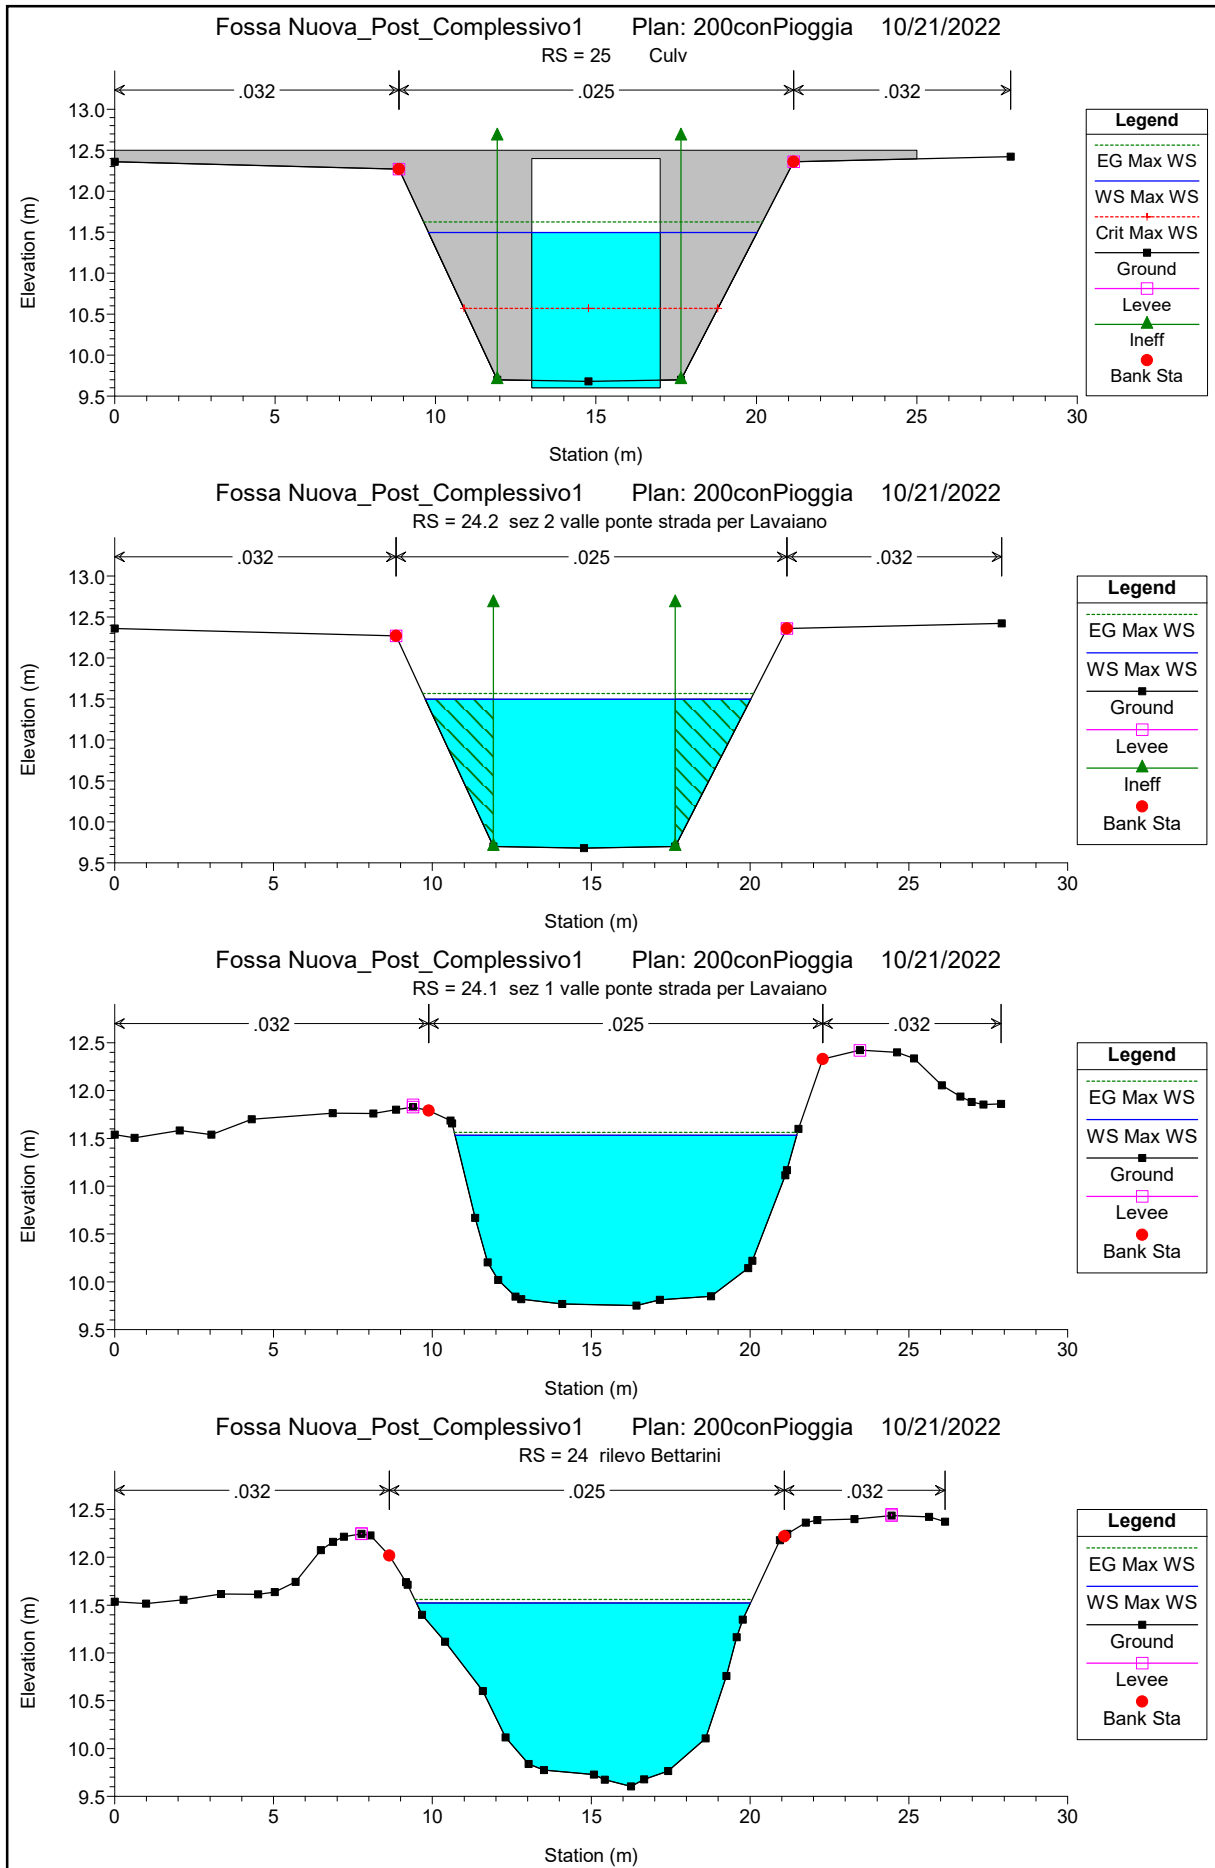 Fossa Nuova_Post_Complessivo1 Plan: 200conPioggia 10/21/2022
RS = 25 Culv
.032 .025 .032
13.0
12.5
12.0
11.5
11.0
10.5
10.0
9.5
Elevation (m)
0 5 10 15 20 25 30
Station (m)
Legend
EG Max WS
WS Max WS
Crit Max WS
Ground
Levee
Ineff
Bank Sta
Fossa Nuova_Post_Complessivo1 Plan: 200conPioggia 10/21/2022
RS = 24.2 sez 2 valle ponte strada per Lavaiano
.032 .025 .032
13.0
12.5
12.0
11.5
11.0
10.5
10.0
9.5
Elevation (m)
0 5 10 15 20 25 30
Station (m)
Legend
EG Max WS
WS Max WS
Ground
Levee
Ineff
Bank Sta
Fossa Nuova_Post_Complessivo1 Plan: 200conPioggia 10/21/2022
RS = 24.1 sez 1 valle ponte strada per Lavaiano
.032 .025 .032
12.5
12.0
11.5
11.0
10.5
10.0
9.5
Elevation (m)
0 5 10 15 20 25 30
Station (m)
Legend
EG Max WS
WS Max WS
Ground
Levee
Bank Sta
Fossa Nuova_Post_Complessivo1 Plan: 200conPioggia 10/21/2022
RS = 24 rilevo Bettarini
.032 .025 .032
12.5
12.0
11.5
11.0
10.5
10.0
9.5
Elevation (m)
0 5 10 15 20 25 30
Station (m)
Legend
EG Max WS
WS Max WS
Ground
Levee
Bank Sta